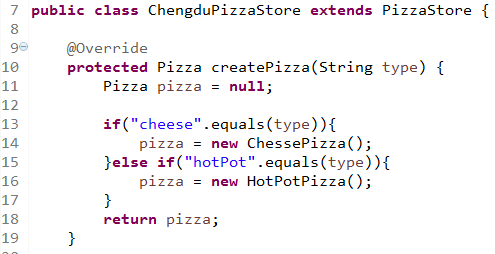 7 public class ChengduPizzaStore extends PizzaStore {
8
9 @Override
10 protected Pizza createPizza(String type) {
11 Pizza pizza = null;
12
13 if("cheese".equals(type)){
14 pizza = new ChessePizza();
15 }else if("hotPot".equals(type)){
16 pizza = new HotPotPizza();
17 }
18 return pizza;
19 }